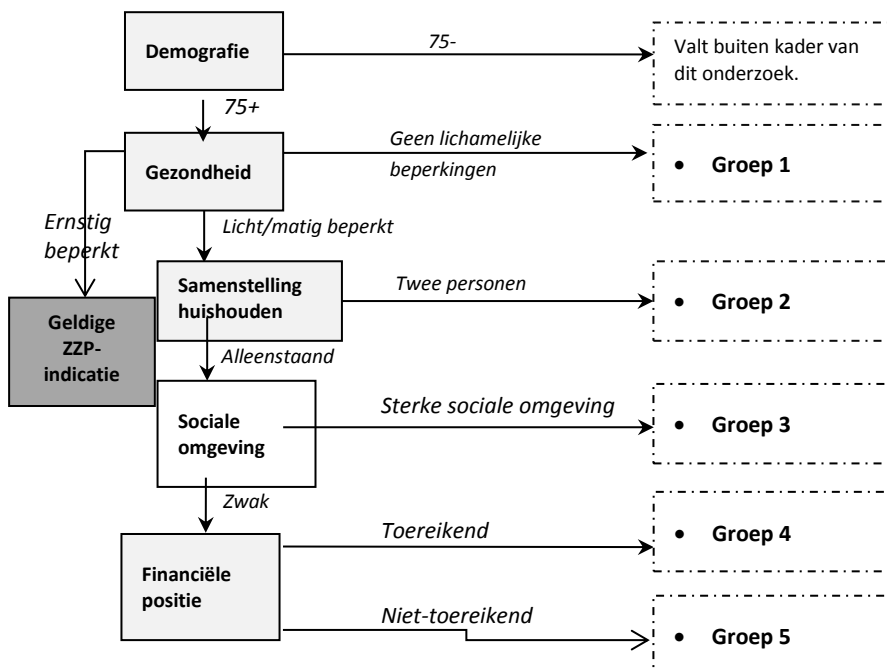 Demografie
75-
Valt buiten kader van
dit onderzoek.
75+
Gezondheid
Geen lichamelijke
beperkingen
• Groep 1
Ernstig
beperkt
Licht/matig beperkt
Samenstelling
huishouden
Twee personen
• Groep 2
Geldige
ZZP-
indicatie
Alleenstaand
Sociale
omgeving
Sterke sociale omgeving
• Groep 3
Zwak
Financiële
positie
Toereikend
• Groep 4
Niet-toereikend
• Groep 5